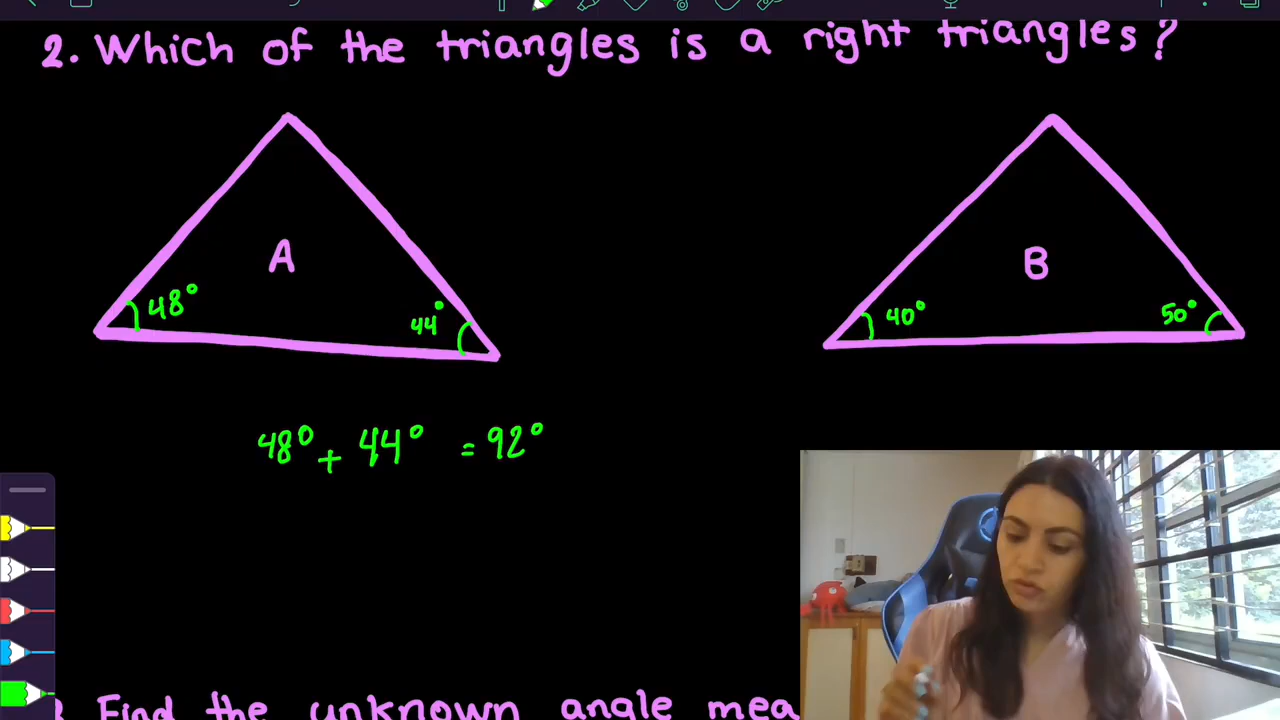 2. Which of the triangles is a right triangles?
A
48°
44°
B
40°
50°
48° + 44° = 92°
Find the unknown angle mea